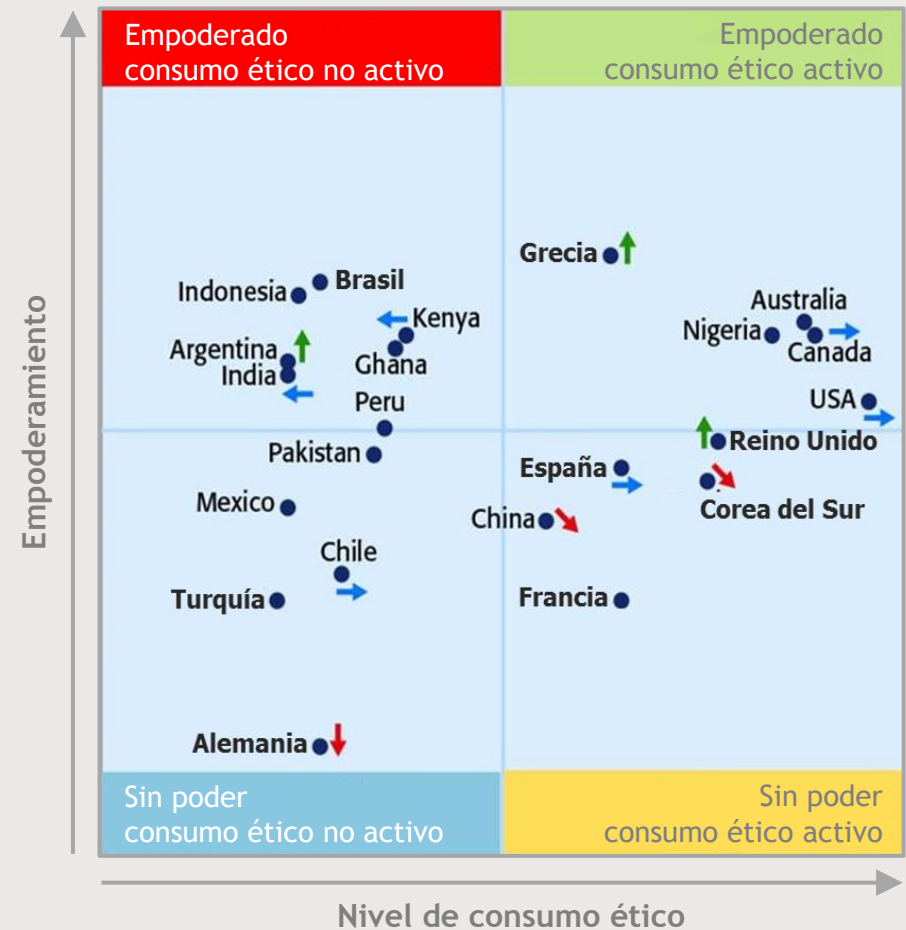 Empoderado
consumo ético no activo
Empoderado
consumo ético activo
Grecia
Brasil
Indonesia
Australia
Kenya
Nigeria
Canada
Argentina
Ghana
India
Peru
USA
Reino Unido
Pakistan
España
Mexico
Corea del Sur
China
Chile
Turquía
Francia
Alemania
Sin poder
consumo ético no activo
Sin poder
consumo ético activo
Empoderamiento
Nivel de consumo ético